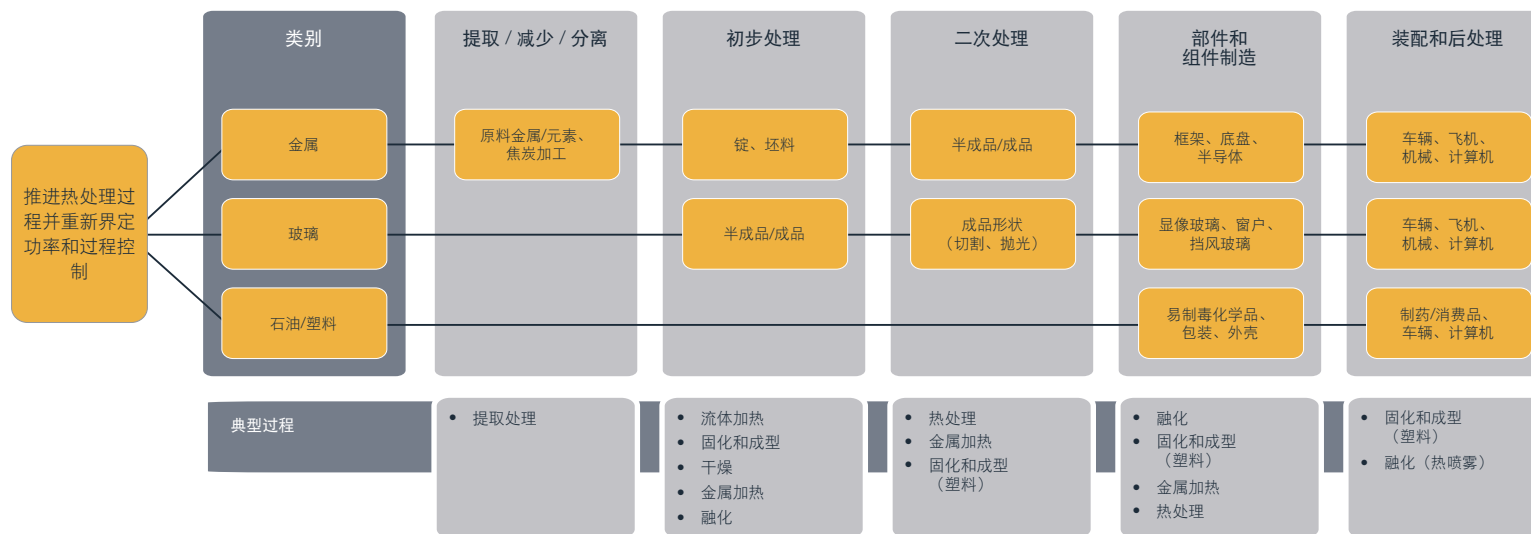 类别
提取 / 减少 / 分离
初步处理
二次处理
部件和
组件制造
装配和后处理
推进热处理过
程并重新界定
功率和过程控
制
金属
原料金属/元素、
焦炭加工
锭、坯料
半成品/成品
框架、底盘、
半导体
车辆、飞机、
机械、计算机
玻璃
半成品/成品
成品形状
（切割、抛光）
显像玻璃、窗户、
挡风玻璃
车辆、飞机、
机械、计算机
石油/塑料
易制毒化学品、
包装、外壳
制药/消费品、
车辆、计算机
典型过程
• 提取处理
• 流体加热
• 固化和成型
• 干燥
• 金属加热
• 融化
• 热处理
• 金属加热
• 固化和成型
（塑料）
• 融化
• 固化和成型
（塑料）
• 金属加热
• 热处理
• 固化和成型
（塑料）
• 融化（热喷雾）